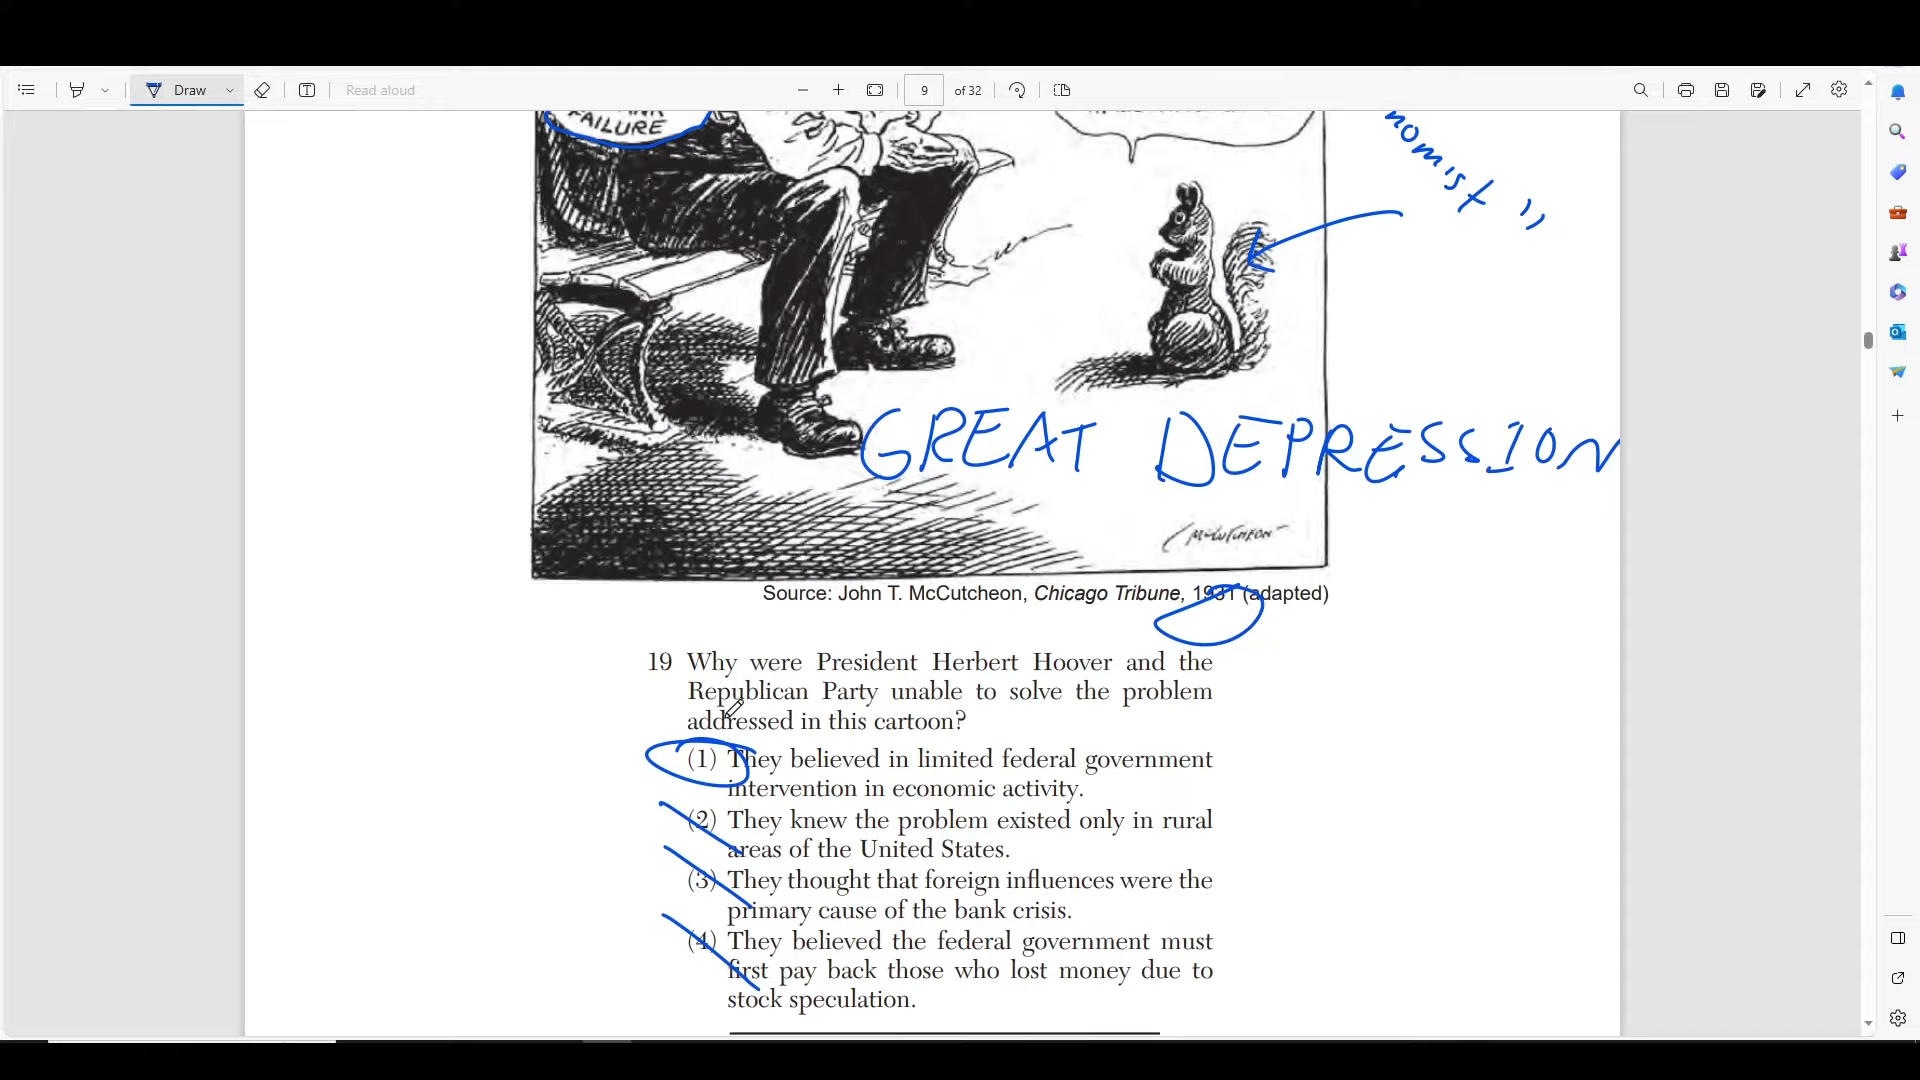 Draw
Read aloud
9 of 32
FAILURE
nomist "
GREAT DEPRESSION
McCUTCHEON
Source: John T. McCutcheon, Chicago Tribune, 1931 (adapted)
19 Why were President Herbert Hoover and the
Republican Party unable to solve the problem
addressed in this cartoon?
(1) They believed in limited federal government
intervention in economic activity.
(2) They knew the problem existed only in rural
areas of the United States.
(3) They thought that foreign influences were the
primary cause of the bank crisis.
(4) They believed the federal government must
first pay back those who lost money due to
stock speculation.